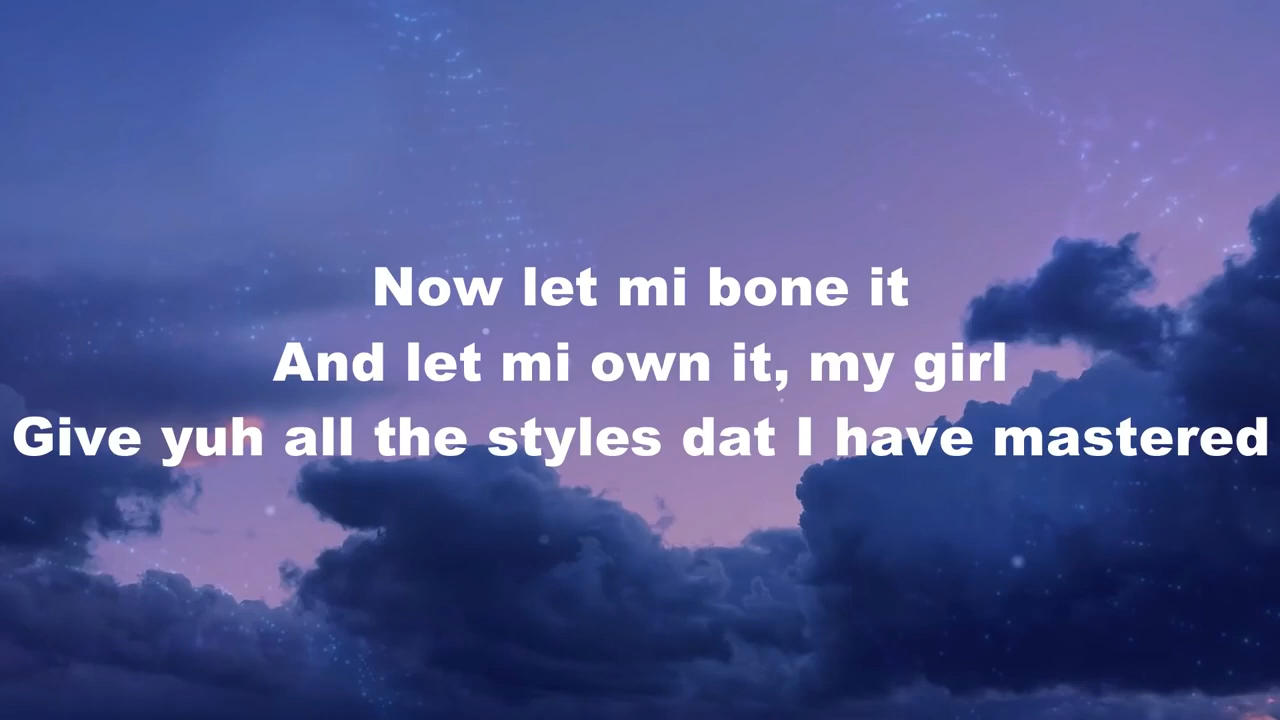 Now let mi bone it
And let mi own it, my girl
Give yuh all the styles dat I have mastered